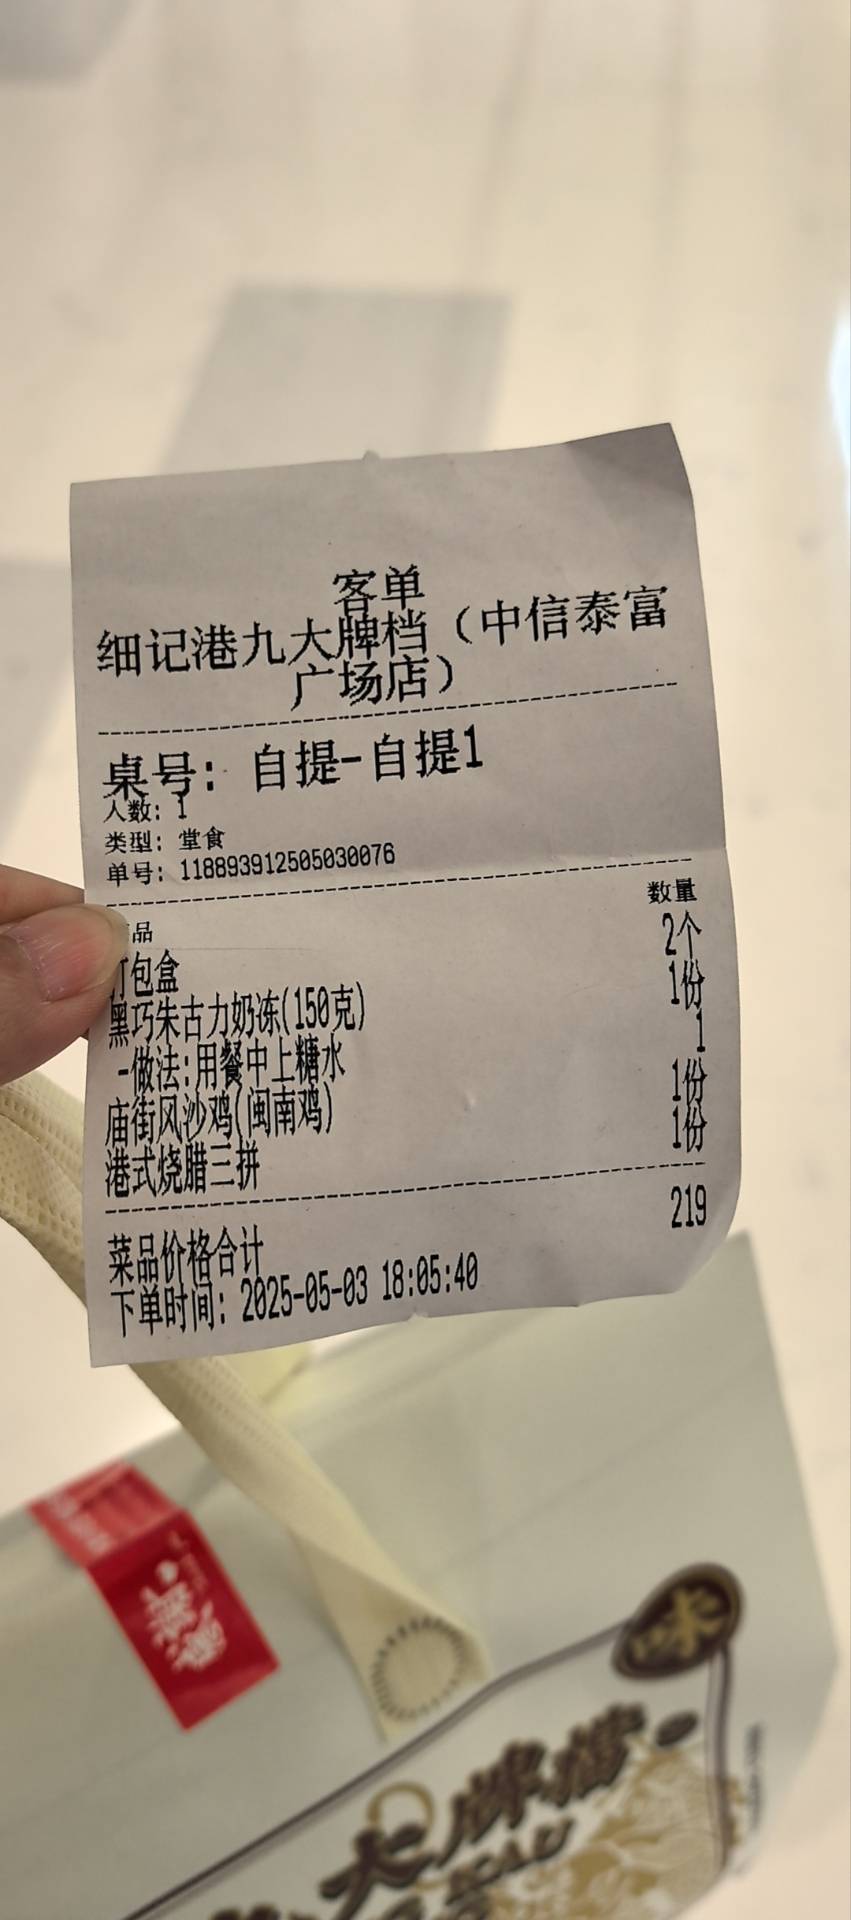 客单
细记港九大牌档（中信泰富
广场店）
桌号：自提-自提1
人数：1
类型：堂食
单号：118893912505030076
品 数量
打包盒 2个
黑巧朱古力奶冻(150克) 1份
-做法:用餐中上糖水 1
庙街风沙鸡(闽南鸡) 1份
港式烧腊三拼 1份
菜品价格合计 219
下单时间：2025-05-03 18:05:40
味
大牌檔